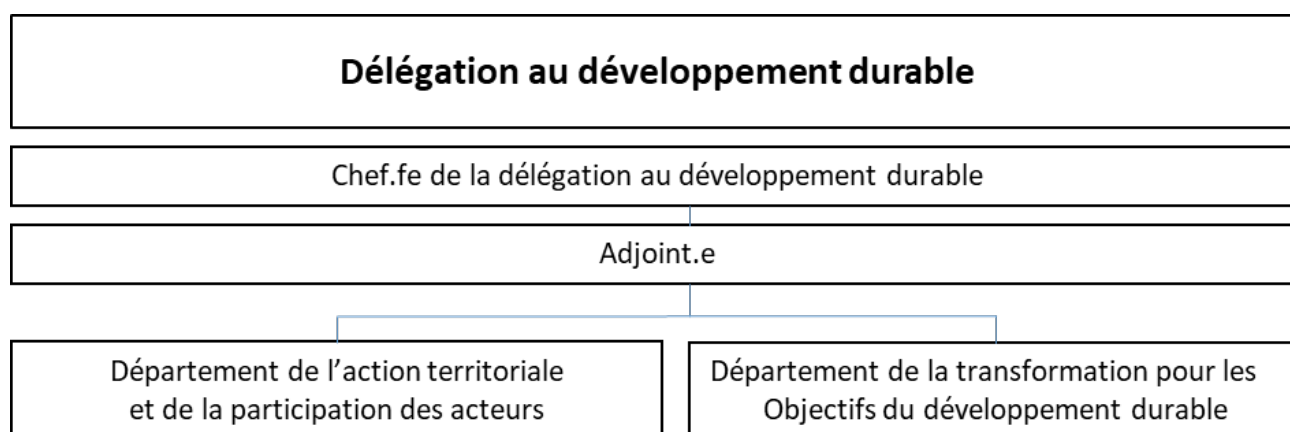 Délégation au développement durable
Chef.fe de la délégation au développement durable
Adjoint.e
Département de l’action territoriale
et de la participation des acteurs
Département de la transformation pour les
Objectifs du développement durable